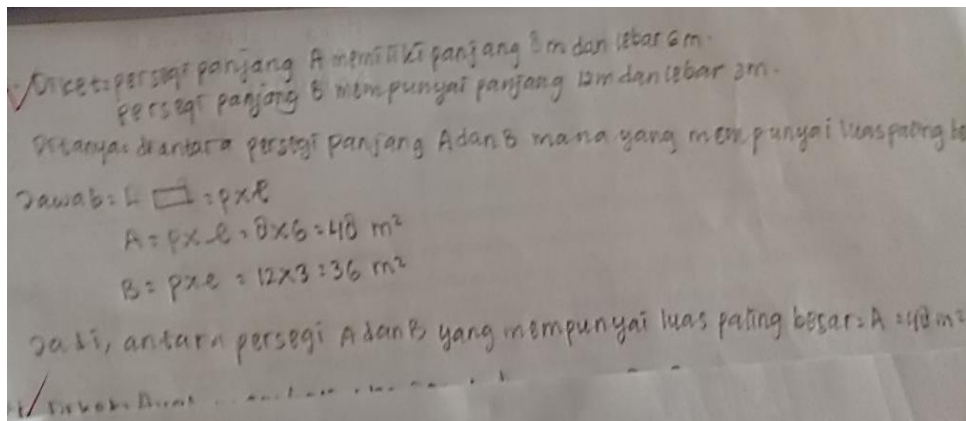 Diket: persegi panjang A memiliki panjang 8 m dan lebar 6 m.
persegi panjang B mempunyai panjang 12 m dan lebar 3 m.
Ditanya: diantara persegi panjang A dan B mana yang mempunyai luas paling be
Jawab: L ▭ = p x l
A = p x l = 8 x 6 = 48 m²
B = p x l = 12 x 3 = 36 m²
Jadi, antara persegi A dan B yang mempunyai luas paling besar = A = 48 m²